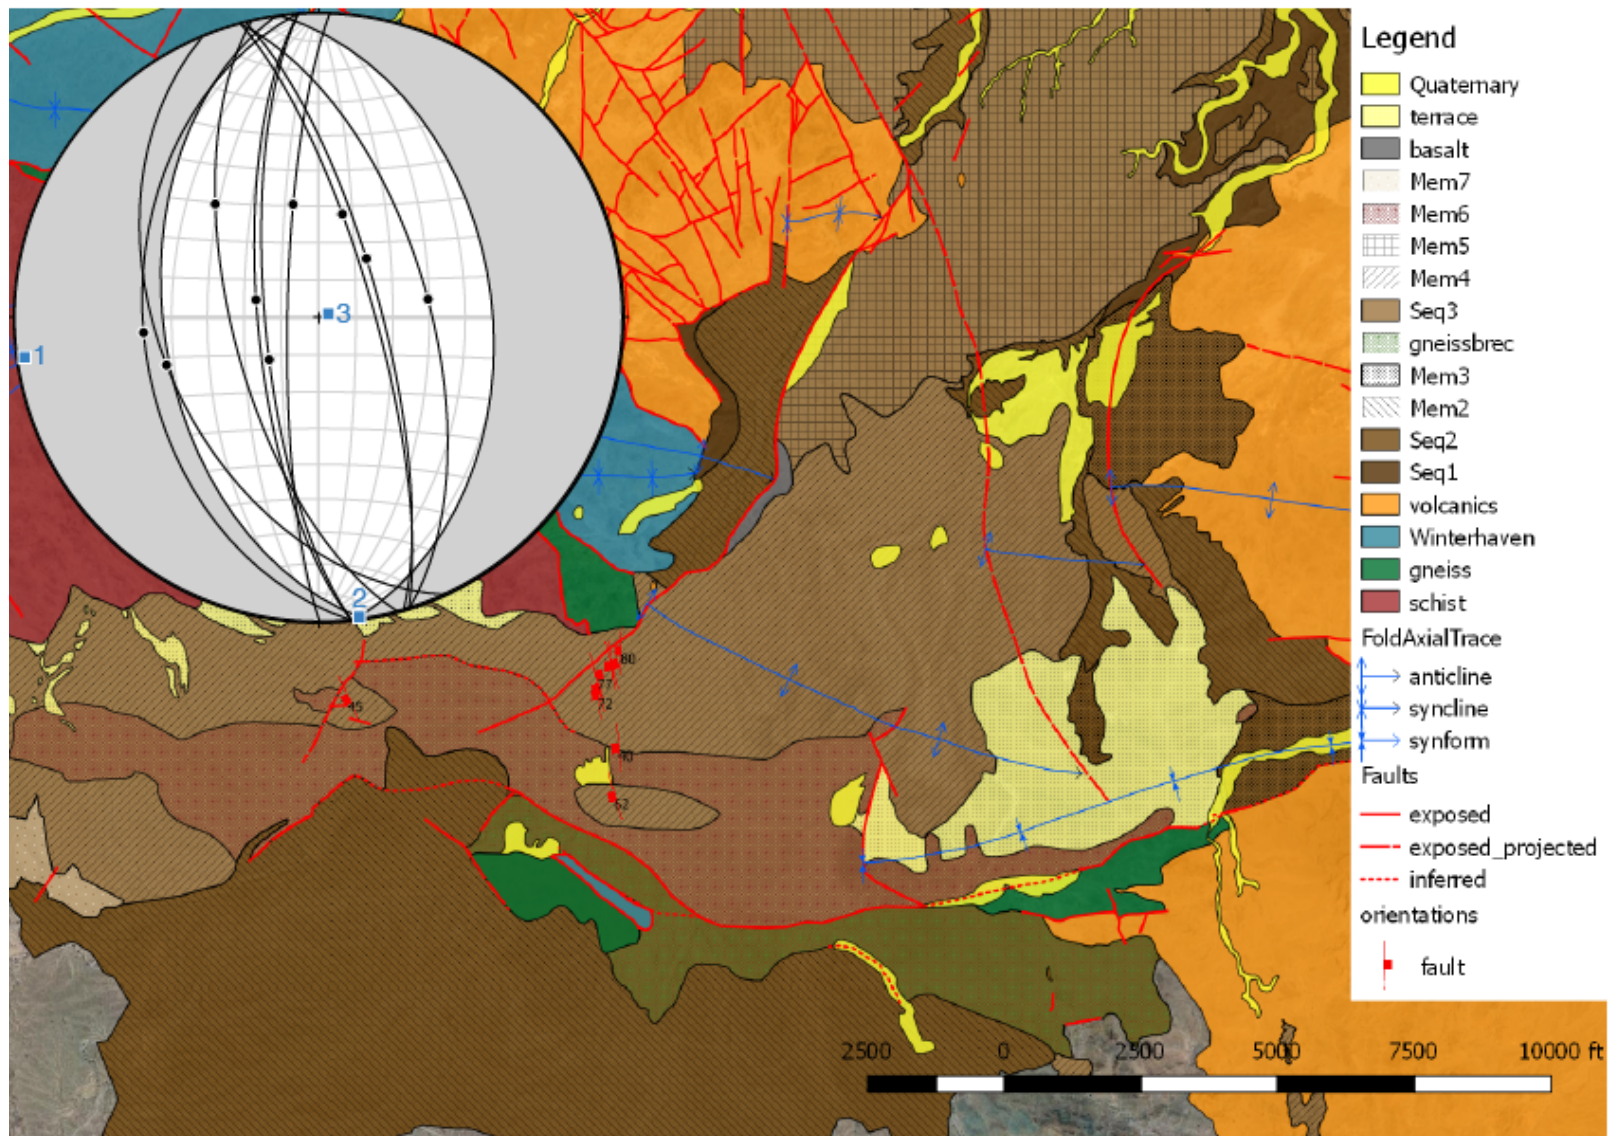 Legend
Quaternary
terrace
basalt
Mem7
Mem6
Mem5
Mem4
Seq3
gneissbrec
Mem3
Mem2
Seq2
Seq1
volcanics
Winterhaven
gneiss
schist
FoldAxialTrace
anticline
syncline
synform
Faults
exposed
exposed_projected
inferred
orientations
fault
3
1
2
80
77
72
45
62
2500 0 2500 5000 7500 10000 ft